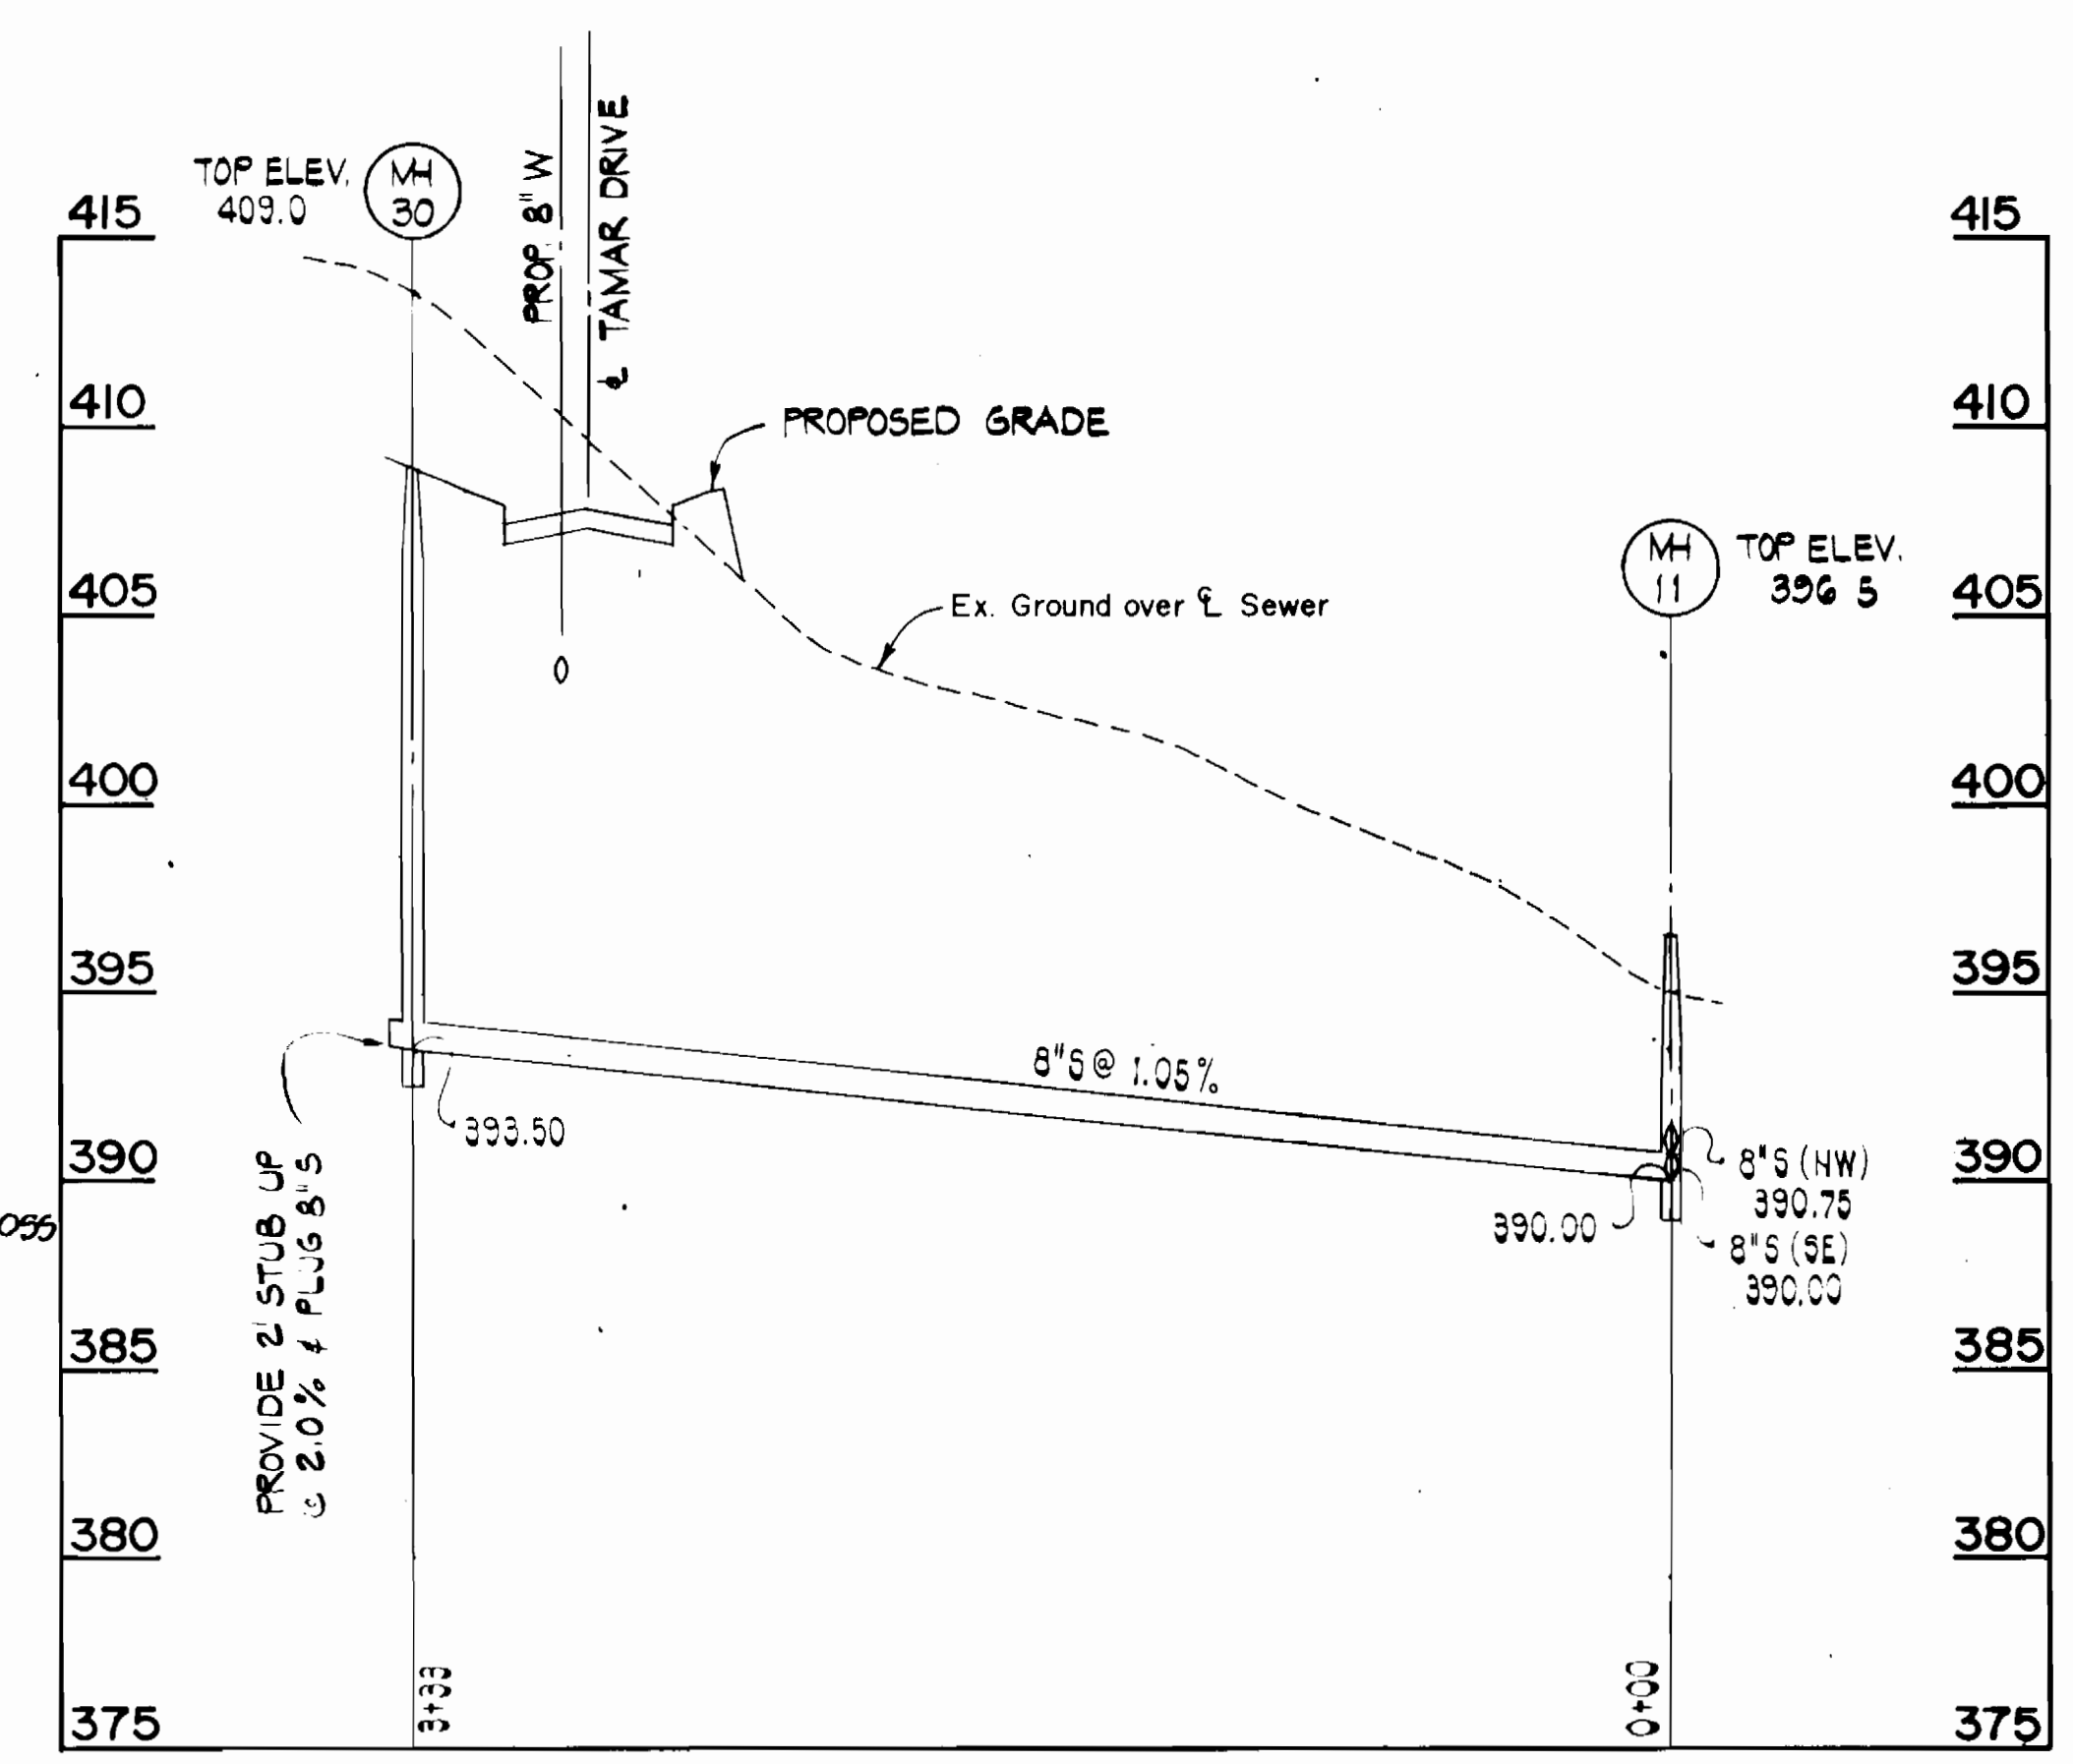 TOP ELEV.
409.0
MH
30
PROP. 8" W
℄ TAMAR DRIVE
415
410
405
400
395
390
385
380
375
PROPOSED GRADE
Ex. Ground over ℄ Sewer
MH
11
TOP ELEV.
396 5
415
410
405
400
395
390
385
380
375
8"S @ 1.05%
393.50
390.00
8"S (NW)
390.75
8"S (SE)
390.00
PROVIDE 2' STUB UP
@ 2.0% & PLUG 8"S
3+33
0+00